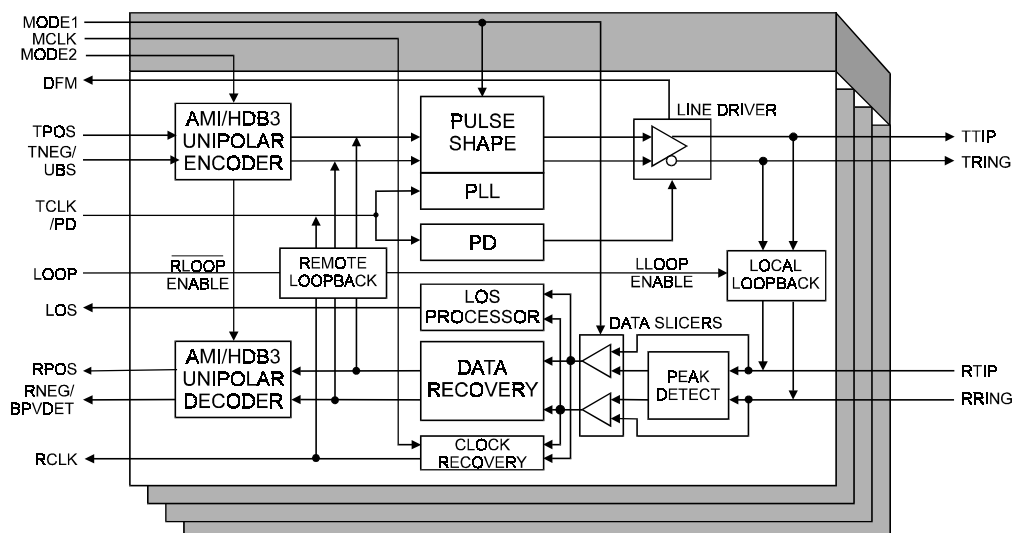 MODE1
MCLK
MODE2
DFM
TPOS
TNEG/
UBS
TCLK
/PD
LOOP
LOS
RPOS
RNEG/
BPVDET
RCLK
AMI/HDB3
UNIPOLAR
ENCODER
PULSE
SHAPE
PLL
PD
LINE DRIVER
TTIP
TRING
RLOOP
ENABLE
REMOTE
LOOPBACK
LLOOP
ENABLE
LOCAL
LOOPBACK
LOS
PROCESSOR
DATA SLICERS
AMI/HDB3
UNIPOLAR
DECODER
DATA
RECOVERY
PEAK
DETECT
CLOCK
RECOVERY
RTIP
RRING